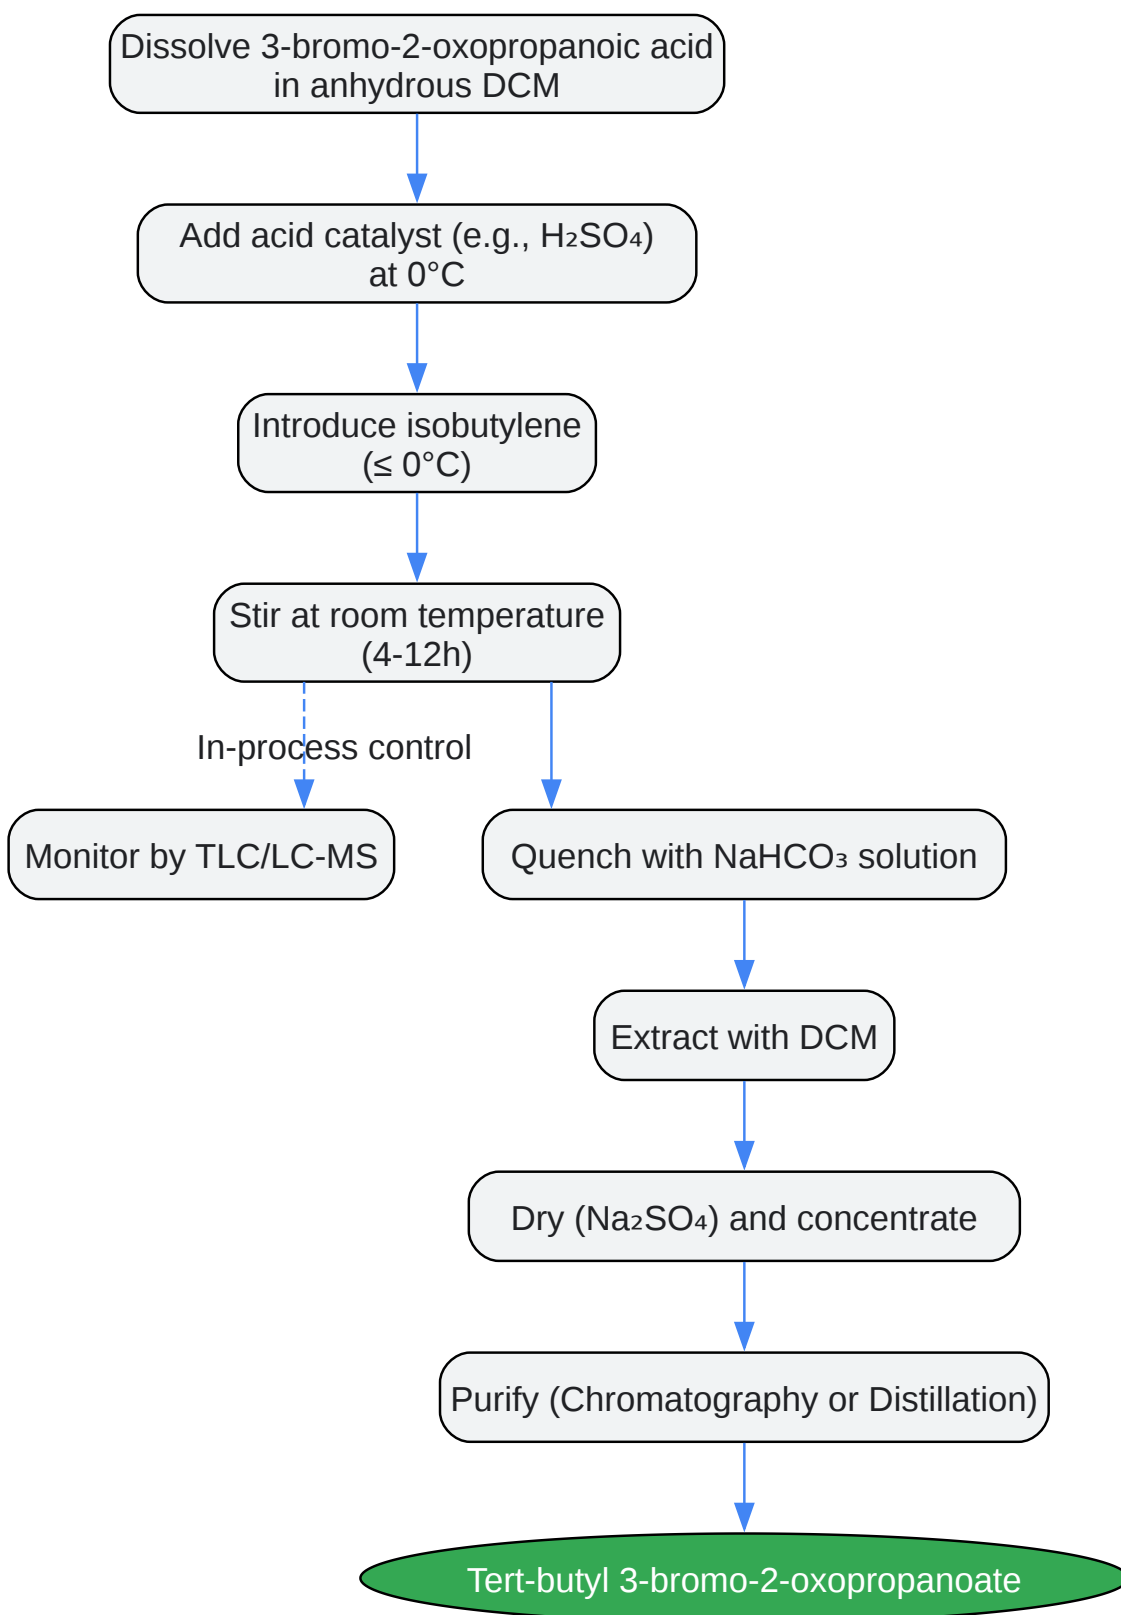 Dissolve 3-bromo-2-oxopropanoic acid
in anhydrous DCM
Add acid catalyst (e.g., H₂SO₄)
at 0°C
Introduce isobutylene
(≤ 0°C)
Stir at room temperature
(4-12h)
In-process control
Monitor by TLC/LC-MS
Quench with NaHCO₃ solution
Extract with DCM
Dry (Na₂SO₄) and concentrate
Purify (Chromatography or Distillation)
Tert-butyl 3-bromo-2-oxopropanoate